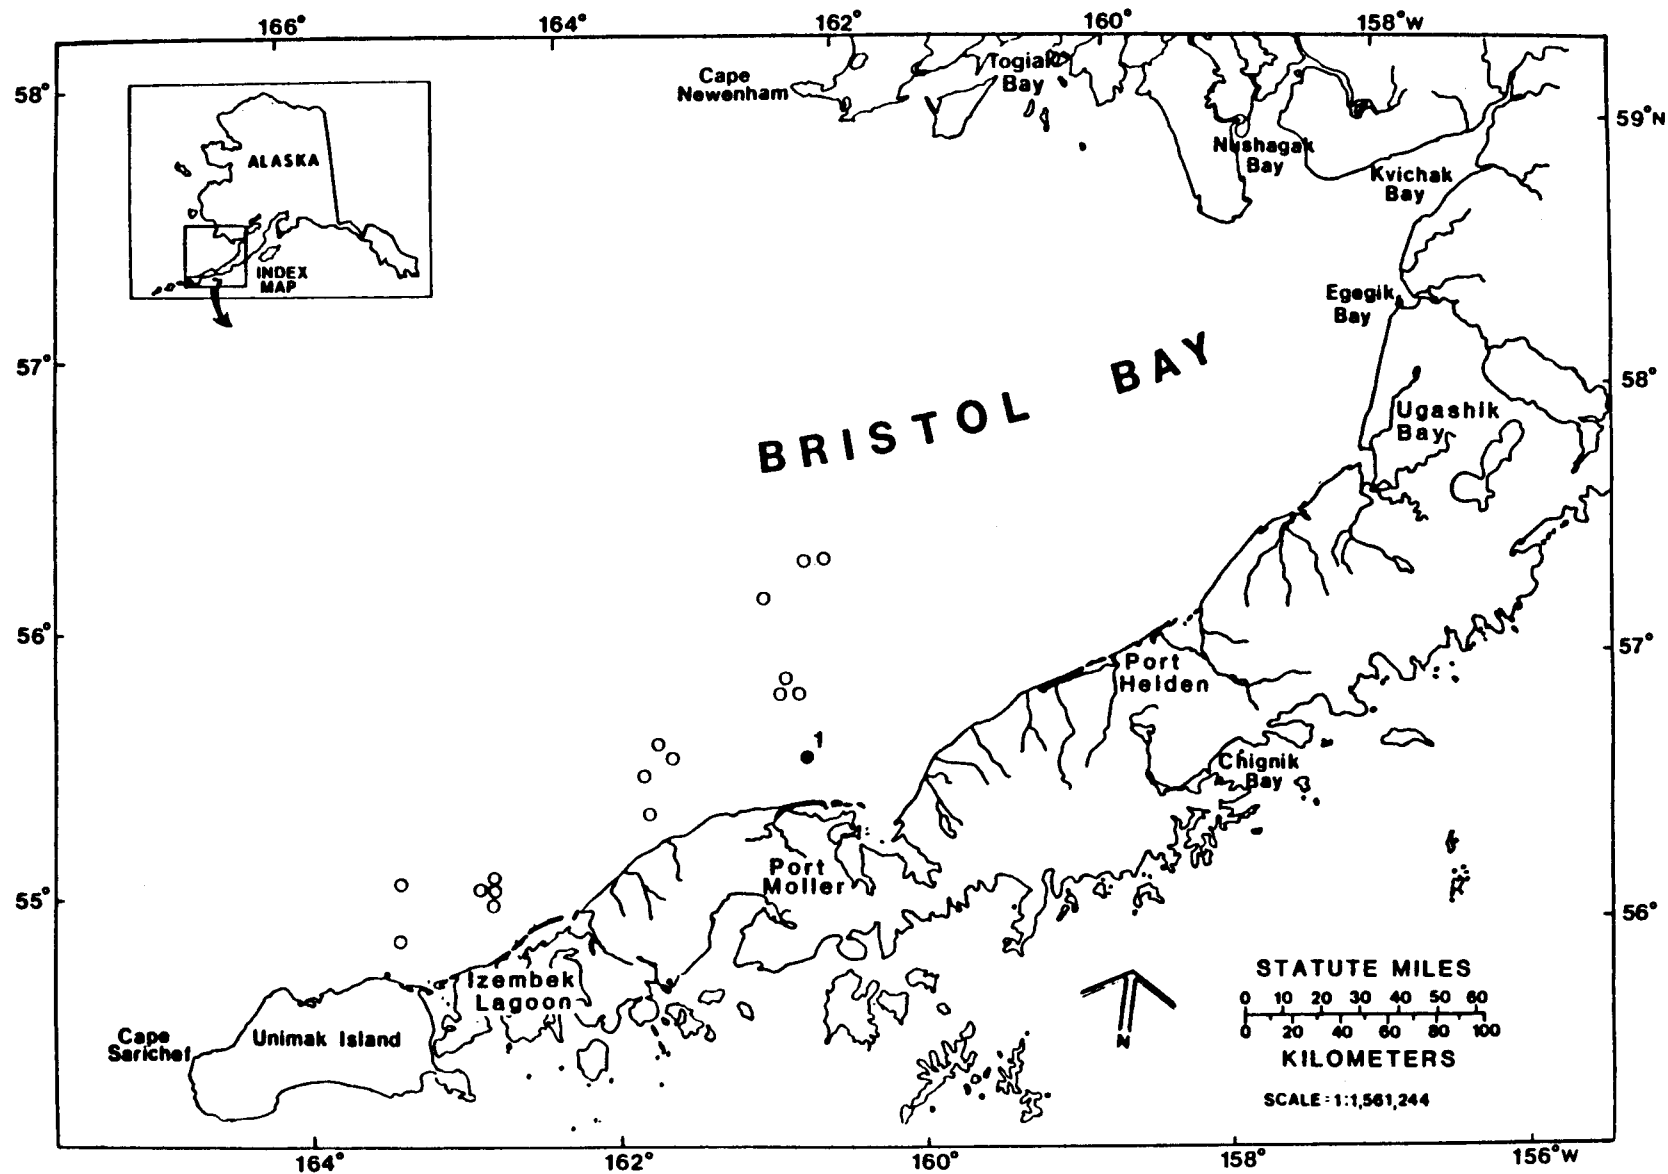 166° 164° 162° 160° 158°W
58°
57°
56°
55°
59°N
58°
57°
56°
Cape
Newenham
Togiak
Bay
Nushagak
Bay
Kvichak
Bay
ALASKA
INDEX
MAP
Egegik
Bay
BRISTOL BAY
Ugashik
Bay
Port
Heiden
1
Chignik
Bay
Port
Moller
Izembek
Lagoon
Cape
Sarichef
Unimak Island
N
STATUTE MILES
0 10 20 30 40 50 60
0 20 40 60 80 100
KILOMETERS
SCALE = 1:1,561,244
164° 162° 160° 158° 156°W